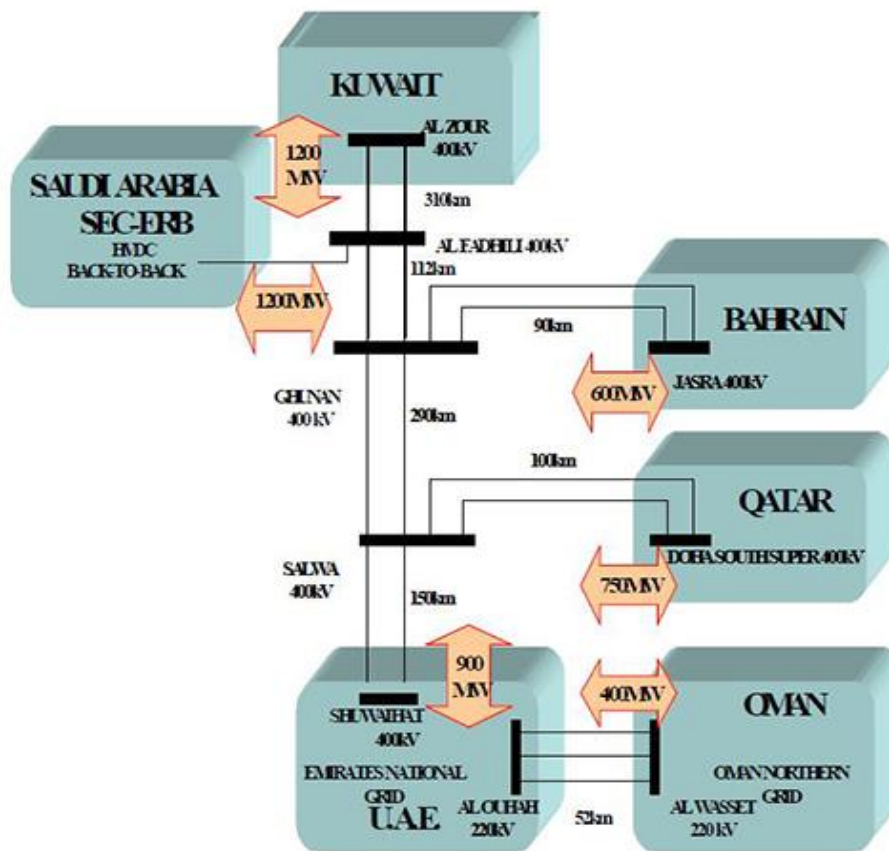 KUWAIT
AL ZOUR
400kV
1200
MW
SAUDI ARABIA
SEC-ERB
HVDC
BACK-TO-BACK
310km
AL FADHILI 400kV
112km
1200MW
BAHRAIN
90km
JASRA 400kV
600MW
GHUNAN
400 kV
290km
100km
QATAR
DOHA SOUTH SUPER 400kV
SALWA
400kV
150km
750MW
900
MW
400MW
OMAN
SHUWAIHAT
400kV
EMIRATES NATIONAL
GRID
OMAN NORTHERN
GRID
AL OUHAH
220kV
U.A.E.
52km
AL WASSET
220 kV